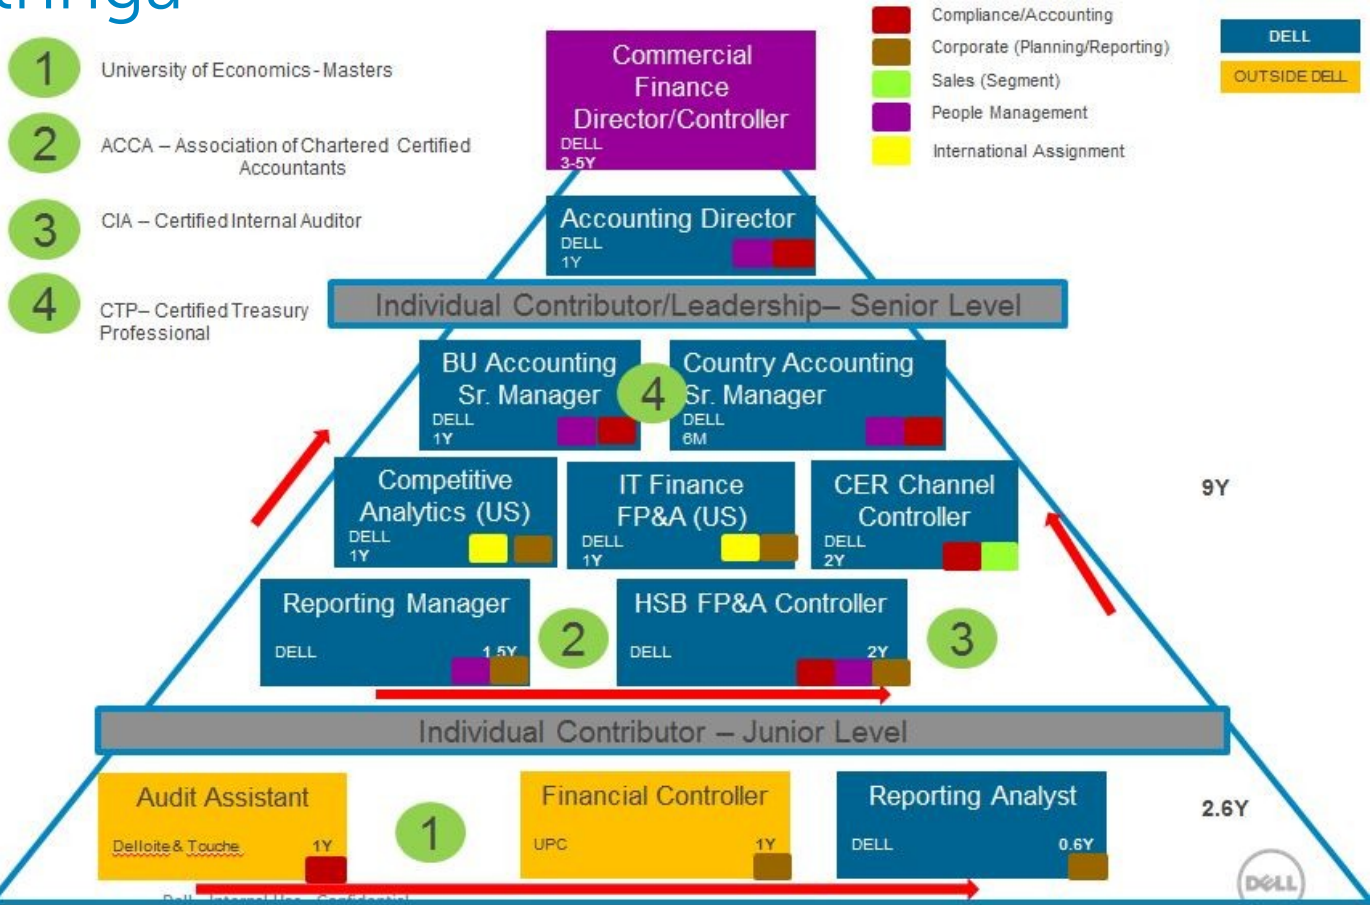 1
University of Economics - Masters
2
ACCA – Association of Chartered Certified
Accountants
3
CIA – Certified Internal Auditor
4
CTP– Certified Treasury
Professional
Compliance/Accounting
Corporate (Planning/Reporting)
Sales (Segment)
People Management
International Assignment
DELL
OUTSIDE DELL
Commercial
Finance
Director/Controller
DELL
3-5Y
Accounting Director
DELL
1Y
Individual Contributor/Leadership– Senior Level
BU Accounting
Sr. Manager
DELL
1Y
4
Country Accounting
Sr. Manager
DELL
6M
Competitive
Analytics (US)
DELL
1Y
IT Finance
FP&A (US)
DELL
1Y
CER Channel
Controller
DELL
2Y
9Y
Reporting Manager
DELL
1.5Y
2
HSB FP&A Controller
DELL
2Y
3
Individual Contributor – Junior Level
Audit Assistant
Delloite & Touche
1Y
1
Financial Controller
UPC
1Y
Reporting Analyst
DELL
0.6Y
2.6Y
DELL
Dell - Internal Use - Confidential